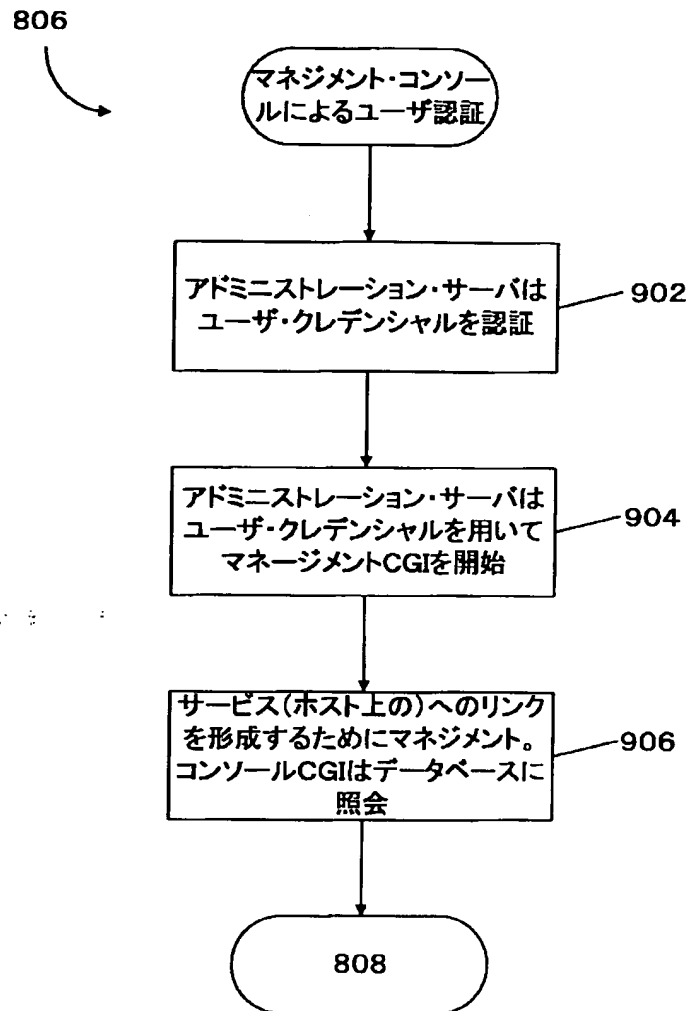 806
マネジメント・コンソー
ルによるユーザ認証
アドミニストレーション・サーバは
ユーザ・クレデンシャルを認証
902
アドミニストレーション・サーバは
ユーザ・クレデンシャルを用いて
マネージメントCGIを開始
904
サービス(ホスト上の)へのリンク
を形成するためにマネジメント。
コンソールCGIはデータベースに
照会
906
808